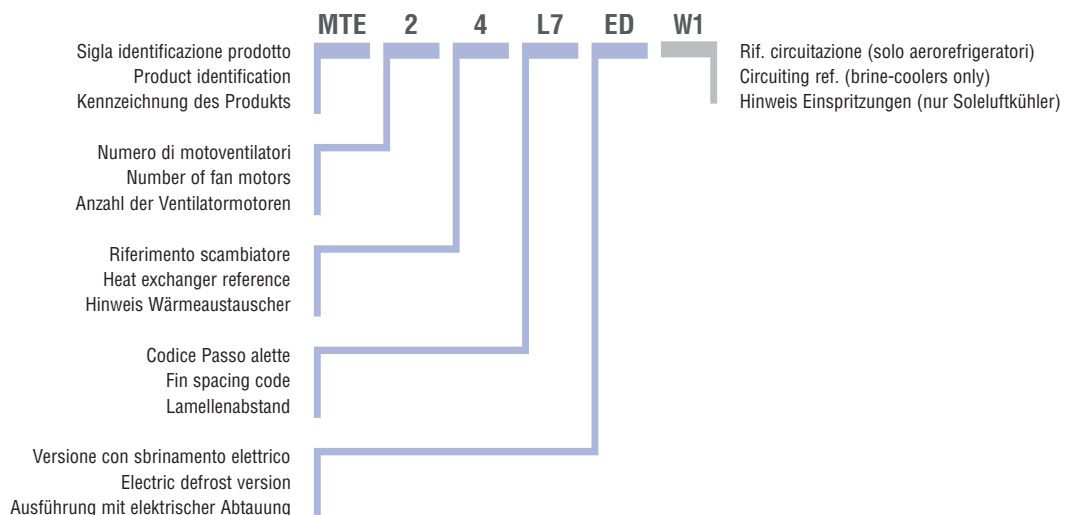 MTE 2 4 L7 ED W1
Sigla identificazione prodotto
Product identification
Kennzeichnung des Produkts
Rif. circuitazione (solo aerorefrigeratori)
Circuiting ref. (brine-coolers only)
Hinweis Einspritzungen (nur Soleluftkühler)
Numero di motoventilatori
Number of fan motors
Anzahl der Ventilatormotoren
Riferimento scambiatore
Heat exchanger reference
Hinweis Wärmeaustauscher
Codice Passo alette
Fin spacing code
Lamellenabstand
Versione con sbrinamento elettrico
Electric defrost version
Ausführung mit elektrischer Abtauung